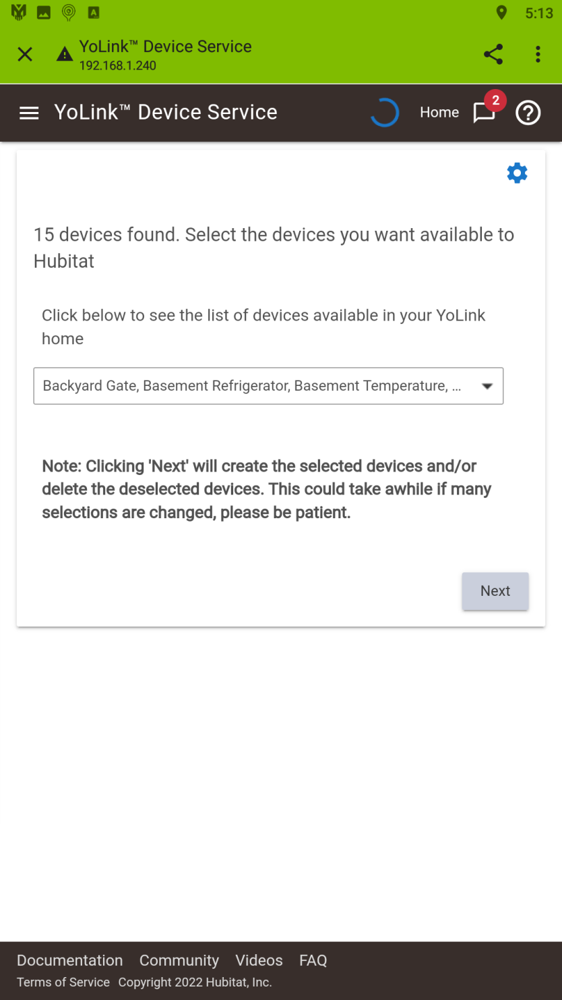 5:13
YoLink™ Device Service
192.168.1.240
YoLink™ Device Service
Home
2
15 devices found. Select the devices you want available to
Hubitat
Click below to see the list of devices available in your YoLink
home
Backyard Gate, Basement Refrigerator, Basement Temperature, ...
Note: Clicking 'Next' will create the selected devices and/or
delete the deselected devices. This could take awhile if many
selections are changed, please be patient.
Next
Documentation Community Videos FAQ
Terms of Service Copyright 2022 Hubitat, Inc.